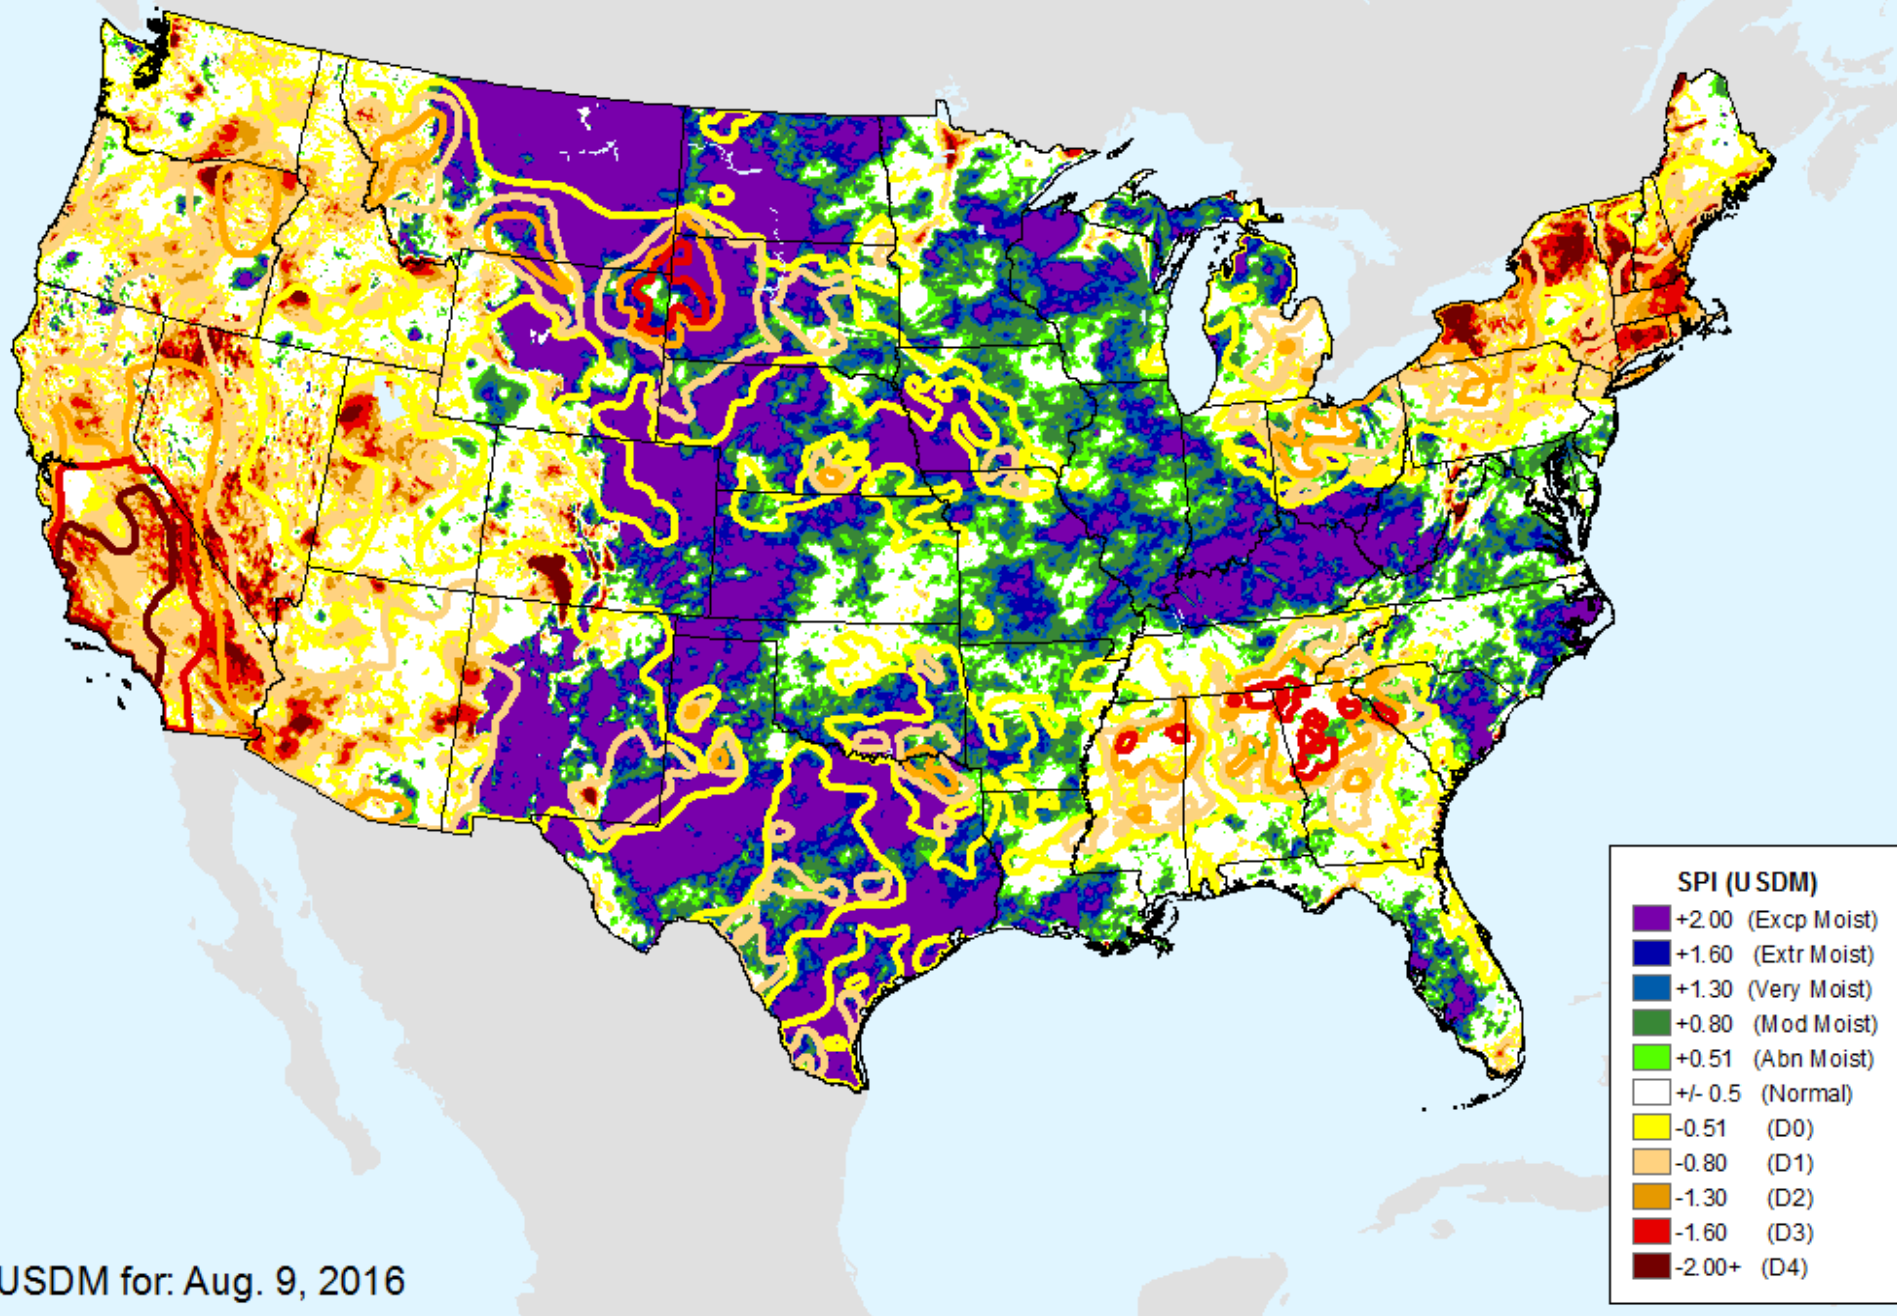 SPI (USDM)
+2.00 (Excp Moist)
+1.60 (Extr Moist)
+1.30 (Very Moist)
+0.80 (Mod Moist)
+0.51 (Abn Moist)
+/- 0.5 (Normal)
-0.51 (D0)
-0.80 (D1)
-1.30 (D2)
-1.60 (D3)
-2.00+ (D4)
USDM for: Aug. 9, 2016